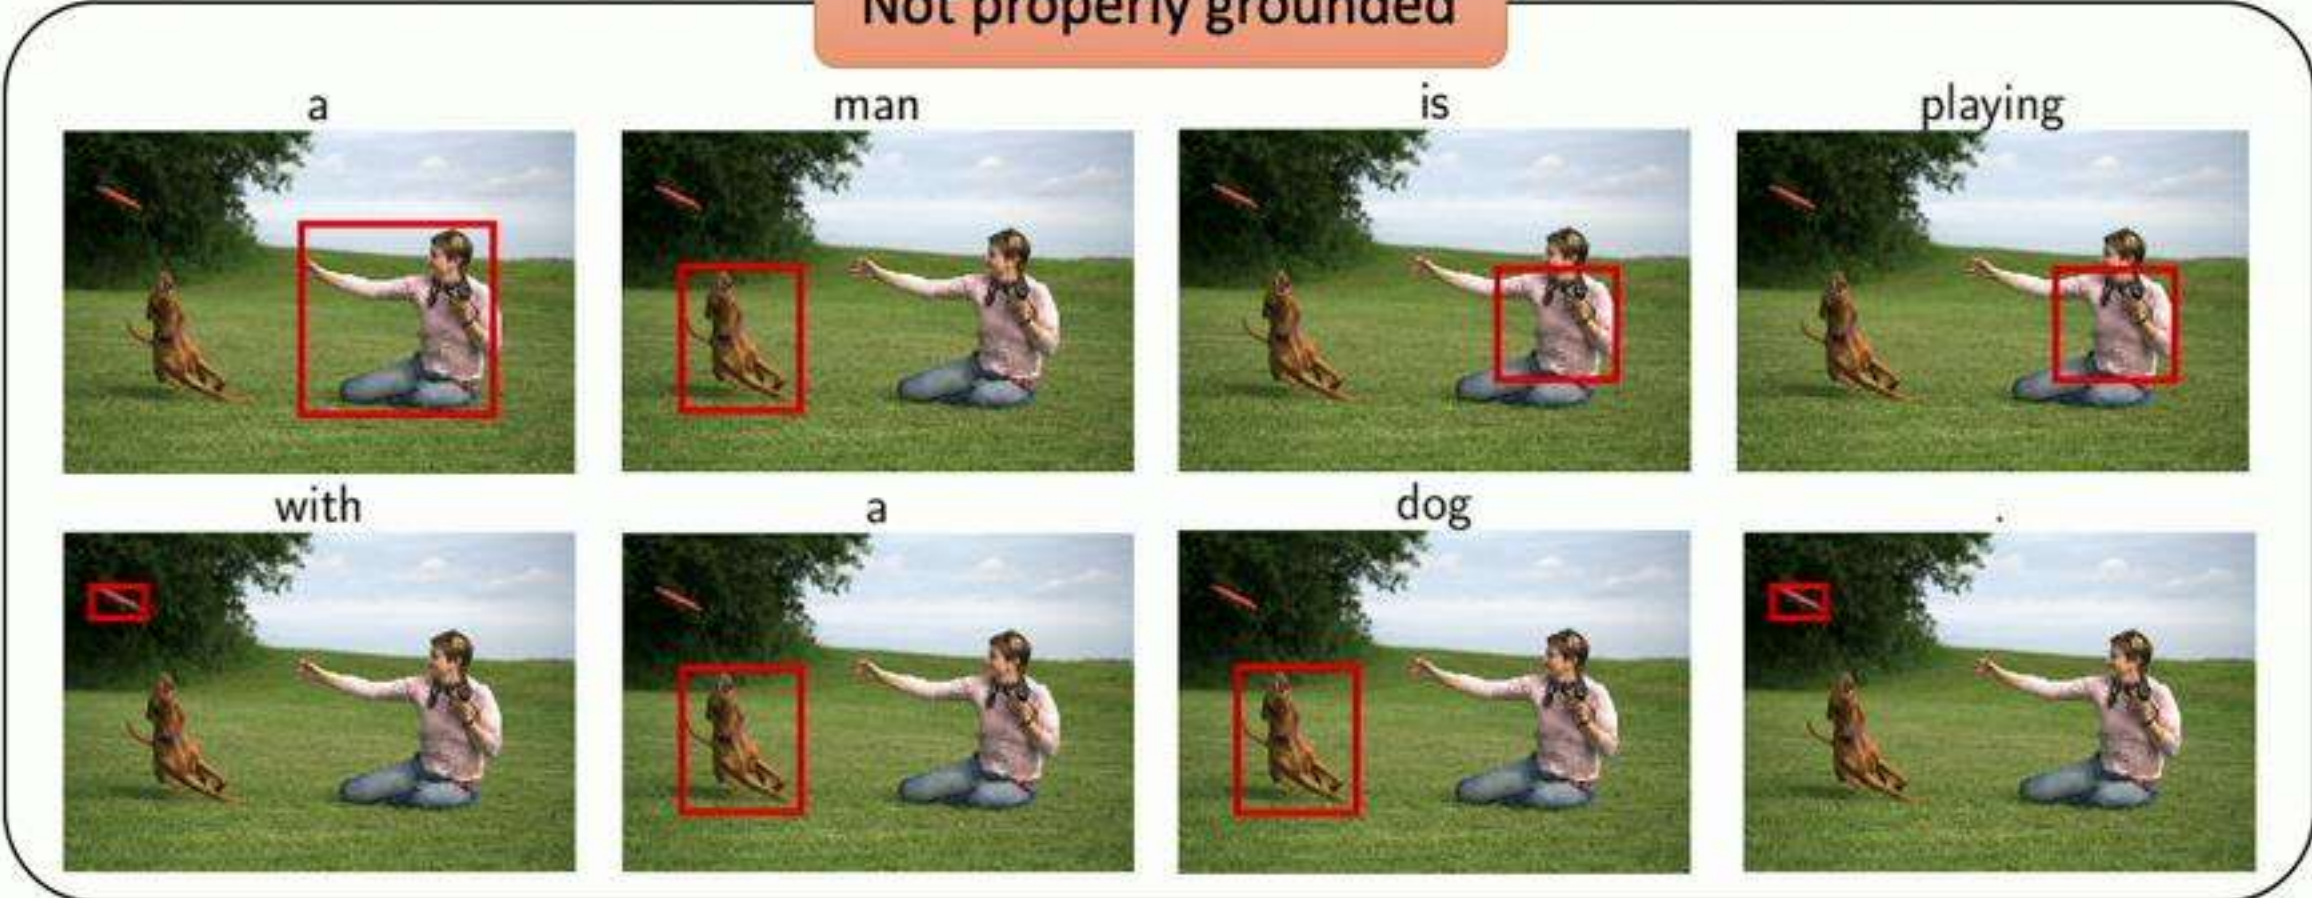 Not properly grounded
a man is playing
with a dog .